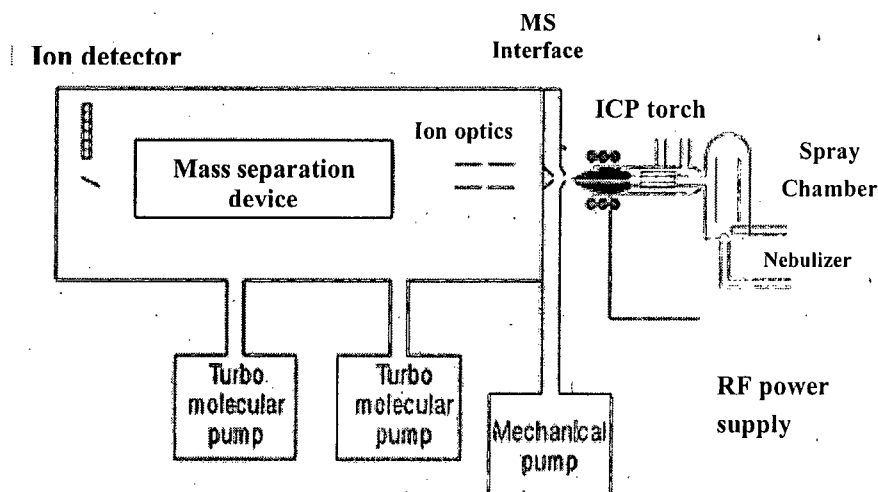 MS
Interface
Ion detector
ICP torch
Ion optics
Mass separation
device
Spray
Chamber
Nebulizer
Turbo
molecular
pump
Turbo
molecular
pump
Mechanical
pump
RF power
supply